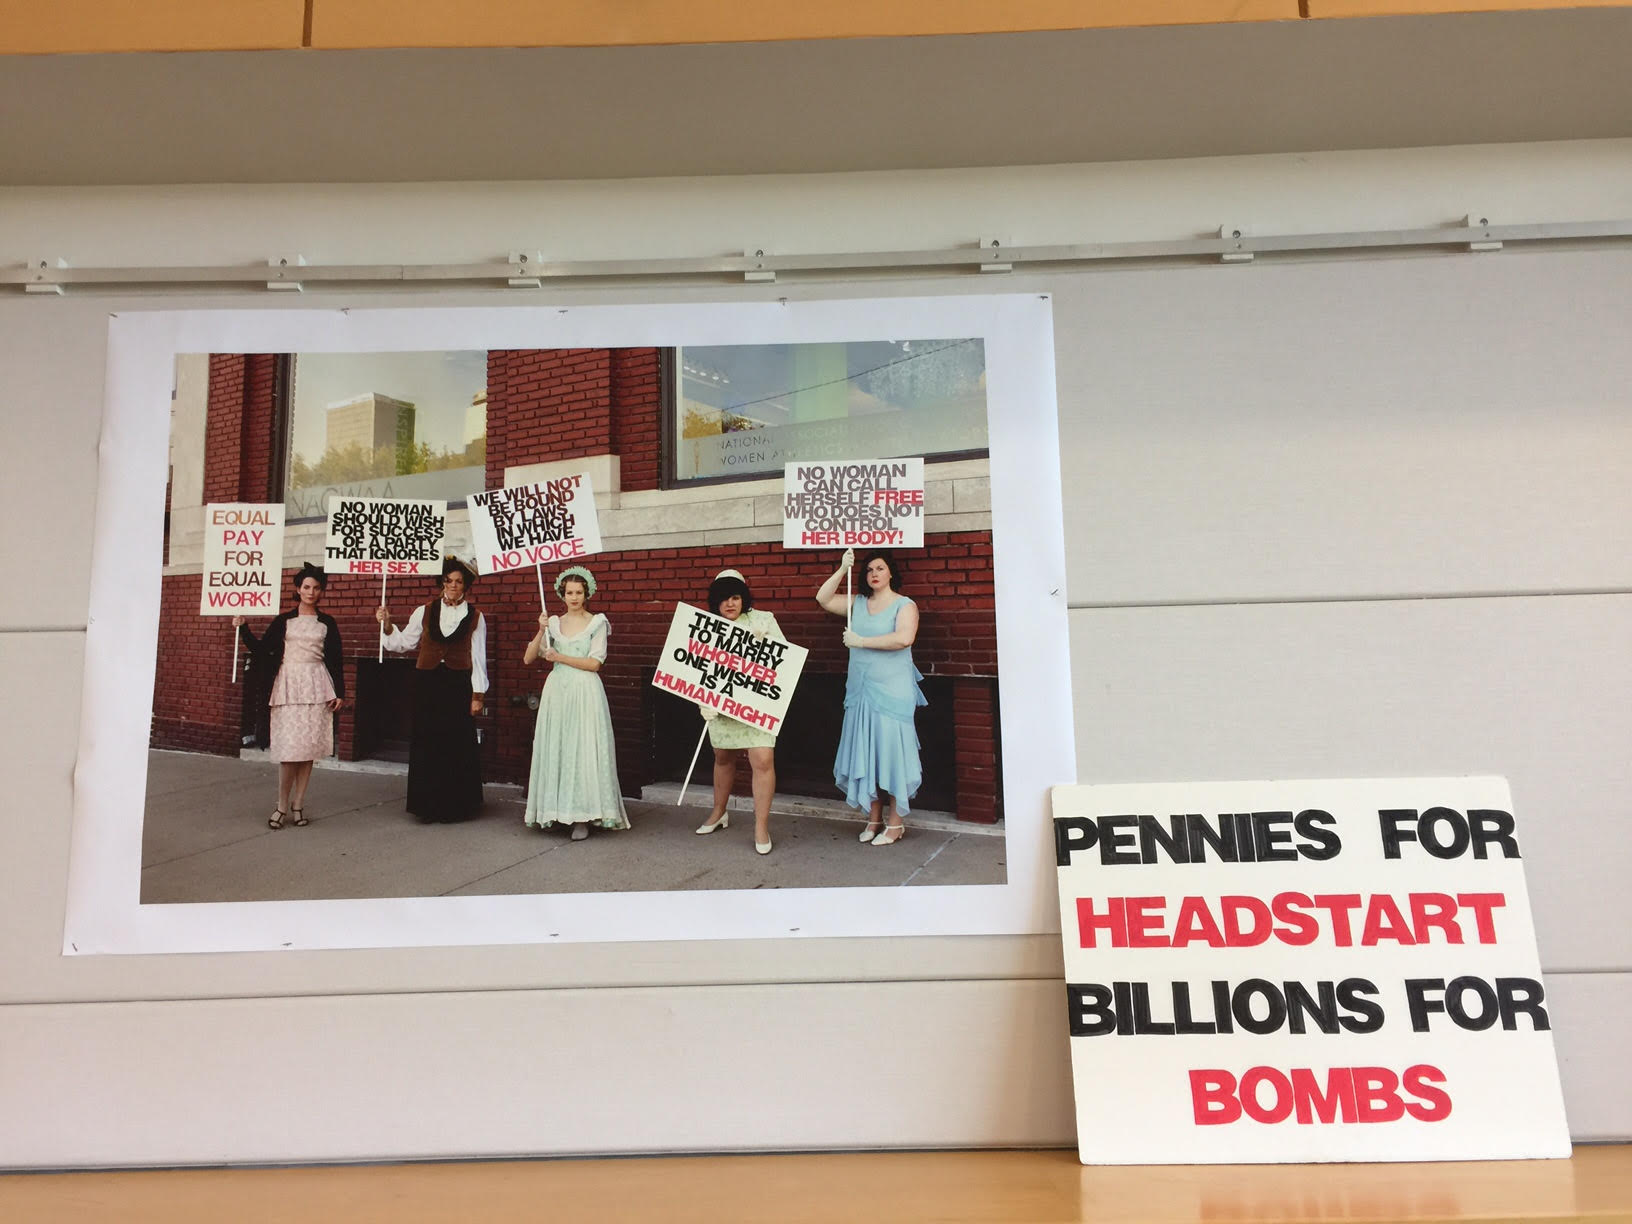 EQUAL
PAY
FOR
EQUAL
WORK!
NO WOMAN
SHOULD WISH
FOR SUCCESS
OF A PARTY
THAT IGNORES
HER SEX
WE WILL NOT
BE BOUND
BY LAWS
IN WHICH
WE HAVE
NO VOICE
THE RIGHT
TO MARRY
WHOEVER
ONE WISHES
IS A
HUMAN RIGHT
NO WOMAN
CAN CALL
HERSELF FREE
WHO DOES NOT
CONTROL
HER BODY!
NATIONAL
WOMEN
PENNIES FOR
HEADSTART
BILLIONS FOR
BOMBS